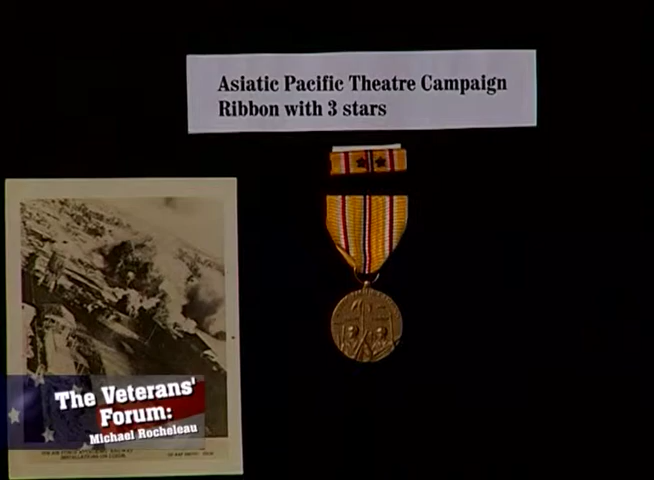 Asiatic Pacific Theatre Campaign
Ribbon with 3 stars
The Veterans'
Forum:
Michael Rocheleau